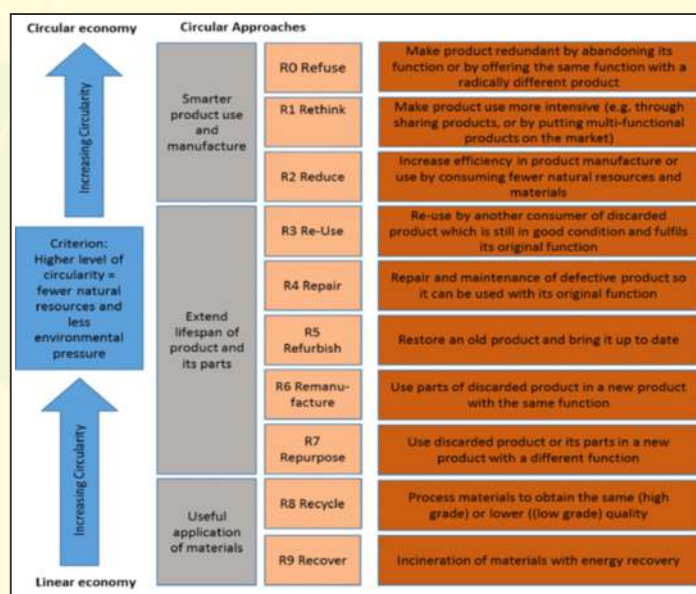 Circular economy
Circular Approaches
Increasing Circularity
Criterion:
Higher level of
circularity =
fewer natural
resources and
less
environmental
pressure
Increasing Circularity
Linear economy
Smarter
product use
and
manufacture
R0 Refuse
Make product redundant by abandoning its
function or by offering the same function with a
radically different product
R1 Rethink
Make product use more intensive (e.g, through
sharing products, or by putting multi-functional
products on the market)
R2 Reduce
Increase efficiency in product manufacture or
use by consuming fewer natural resources and
materials
Extend lifespan of
product and
its parts
R3 Re-Use
Re-use by another consumer of discarded
product which is still in good condition and fulfils
its original function
R4 Repair
Repair and maintenance of defective product so
it can be used with its original function
R5
Refurbish
Restore an old product and bring it up to date
R6 Remanu-
facture
Use parts of discarded product in a new product
with the same function
R7
Repurpose
Use discarded product or its parts in a new
product with a different function
Useful
application
of materials
R8 Recycle
Process materials to obtain the same (high
grade) or lower ((low grade) quality
R9 Recover
Incineration of materials with energy recovery